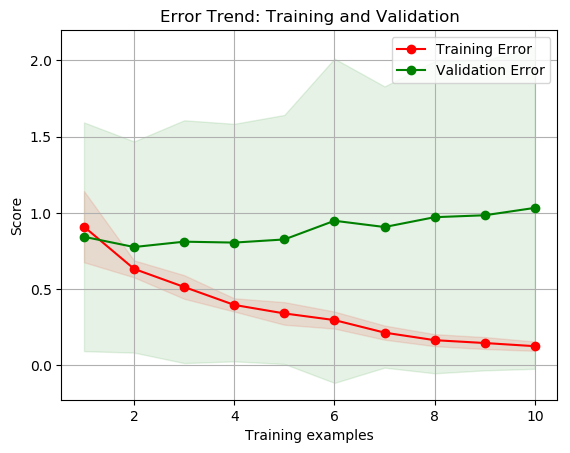 Error Trend: Training and Validation
Training Error
Validation Error
Score
2.0
1.5
1.0
0.5
0.0
2
4
6
8
10
Training examples